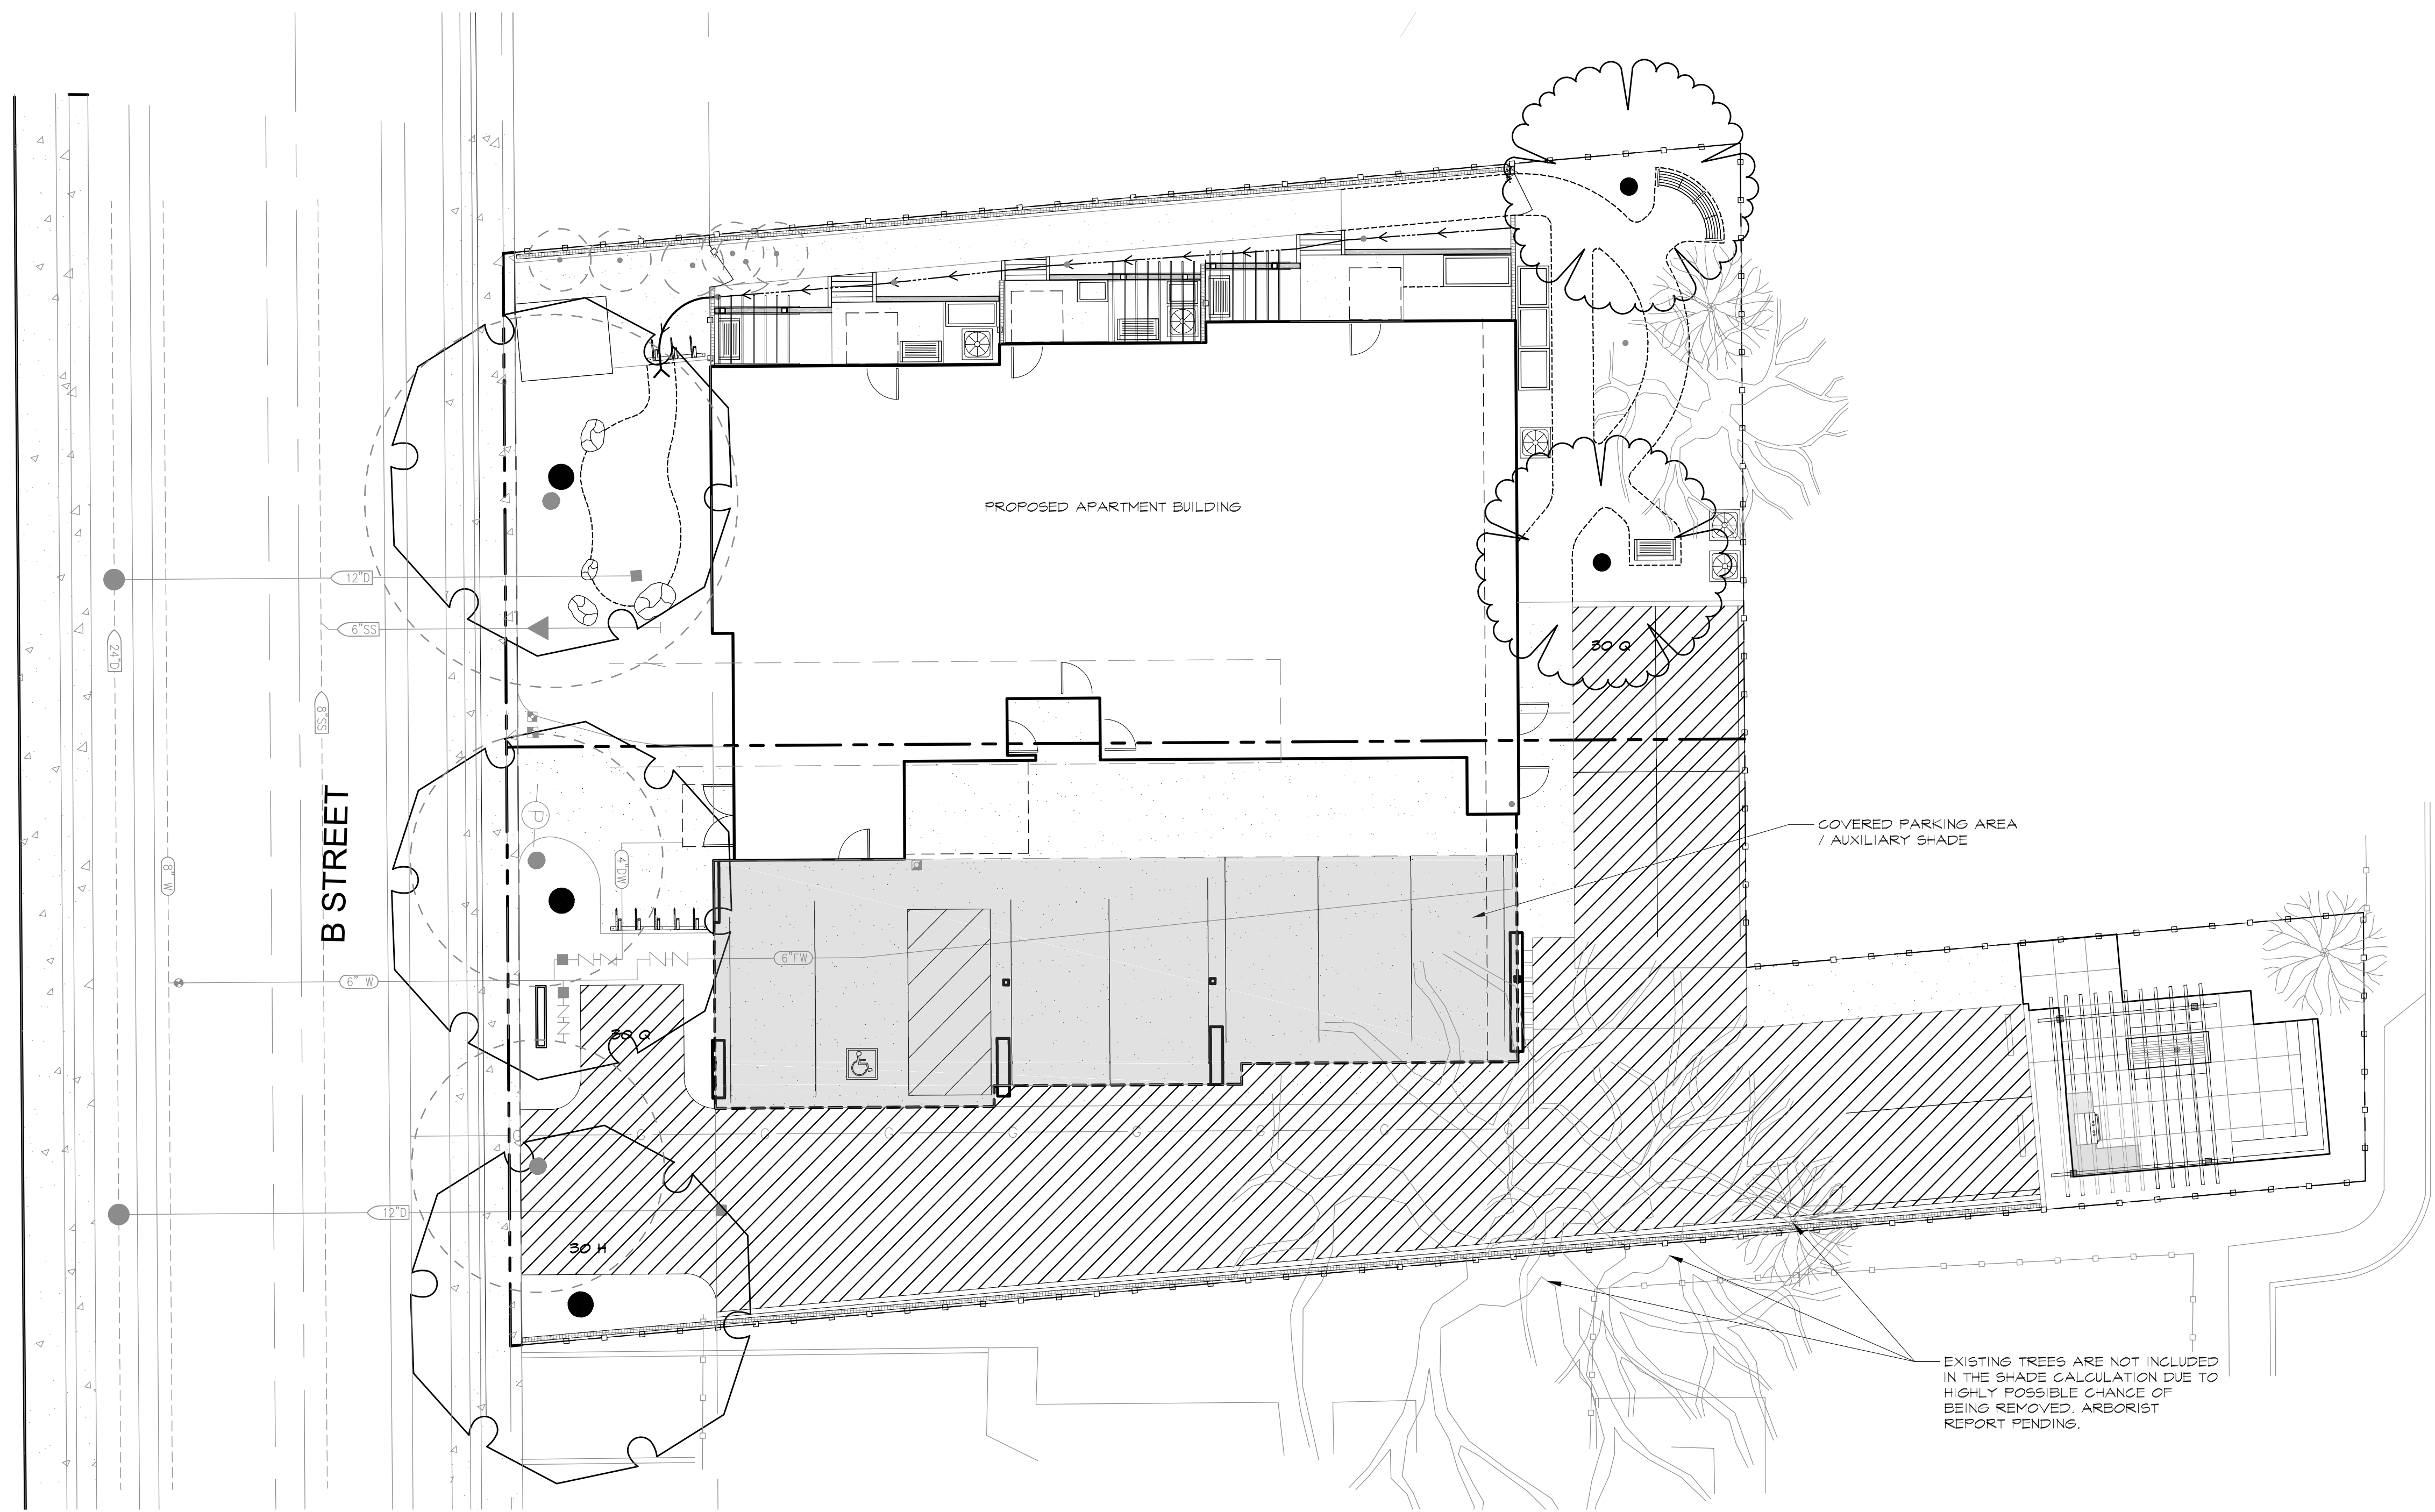 PROPOSED APARTMENT BUILDING
12"D
6"SS
24"D
8"SS
30 Q
B STREET
8" W
P
4"DW
COVERED PARKING AREA
/ AUXILIARY SHADE
6"FW
6" W
30 Q
G G G G G G G G G
12"D
30 H
EXISTING TREES ARE NOT INCLUDED
IN THE SHADE CALCULATION DUE TO
HIGHLY POSSIBLE CHANCE OF
BEING REMOVED. ARBORIST
REPORT PENDING.